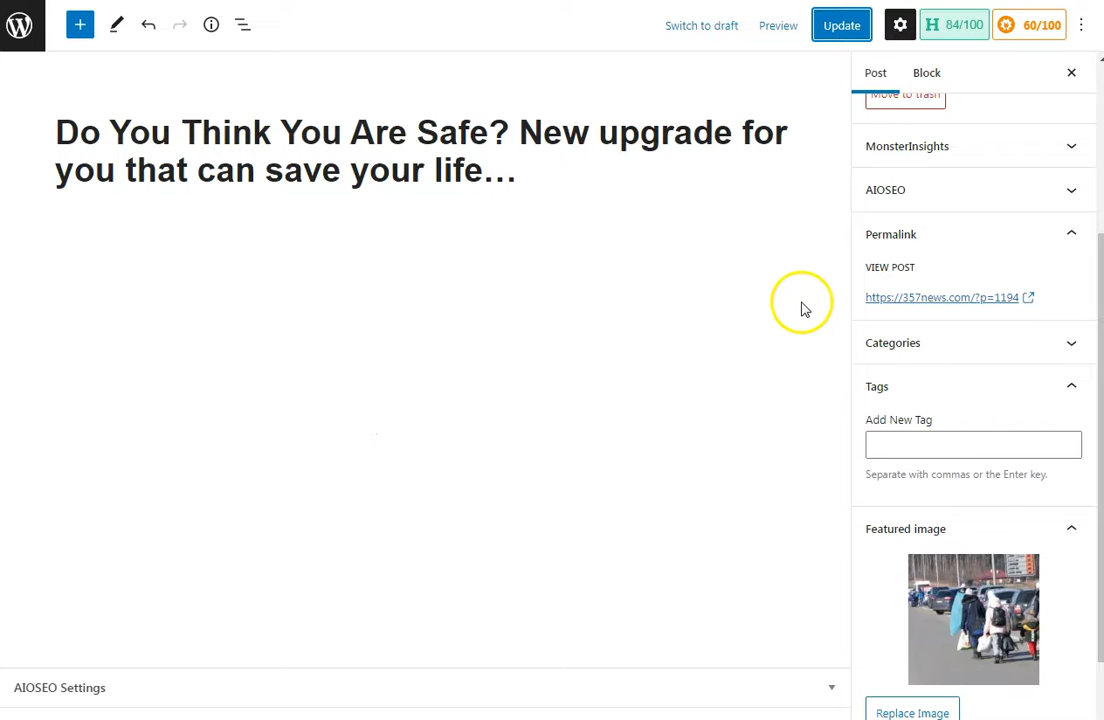 Switch to draft
Preview
Update
84/100
60/100
Post
Block
Move to trash
Do You Think You Are Safe? New upgrade for
you that can save your life…
MonsterInsights
AIOSEO
Permalink
VIEW POST
https://357news.com/?p=1194
Categories
Tags
Add New Tag
Separate with commas or the Enter key.
Featured image
Replace Image
AIOSEO Settings